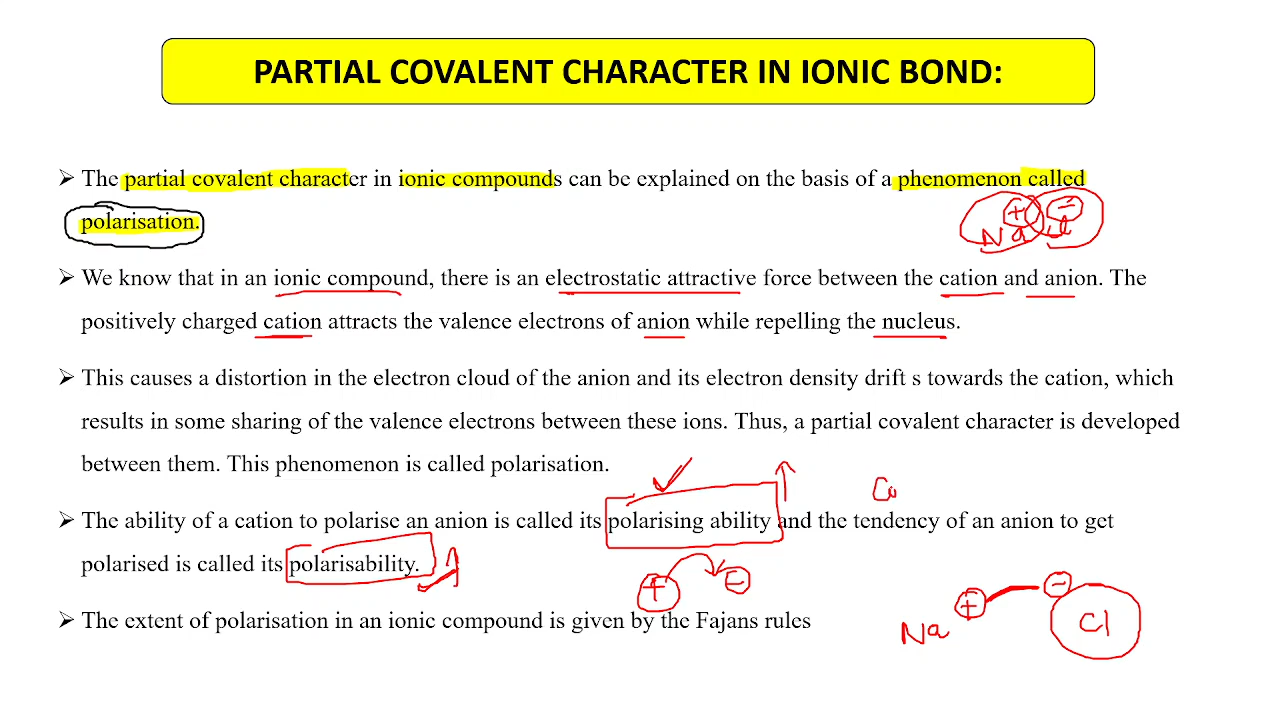 PARTIAL COVALENT CHARACTER IN IONIC BOND:
➢ The partial covalent character in ionic compounds can be explained on the basis of a phenomenon called
polarisation.
+ −
Na Cl
➢ We know that in an ionic compound, there is an electrostatic attractive force between the cation and anion. The
positively charged cation attracts the valence electrons of anion while repelling the nucleus.
➢ This causes a distortion in the electron cloud of the anion and its electron density drift s towards the cation, which
results in some sharing of the valence electrons between these ions. Thus, a partial covalent character is developed
between them. This phenomenon is called polarisation.
➢ The ability of a cation to polarise an anion is called its polarising ability and the tendency of an anion to get
polarised is called its polarisability.
+ −
➢ The extent of polarisation in an ionic compound is given by the Fajans rules
+ −
Na Cl